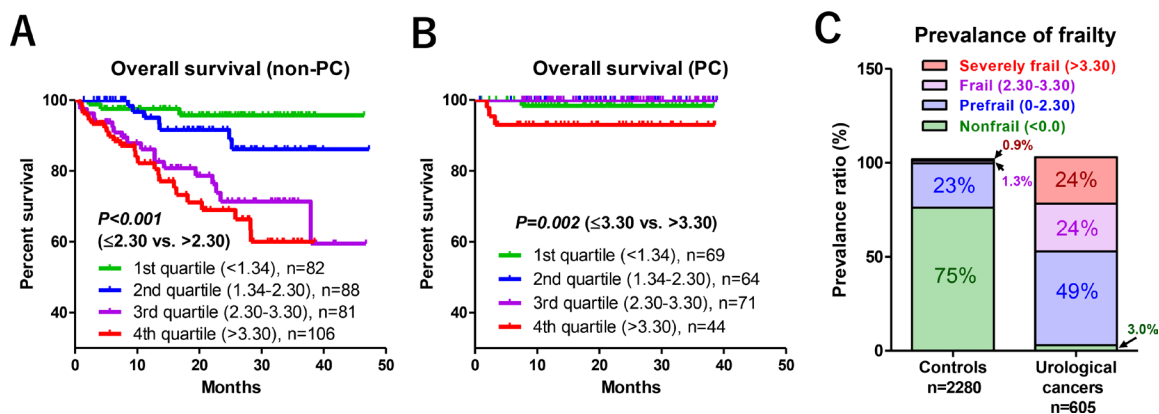 A
Overall survival (non-PC)
Percent survival
100
80
60
40
0
10
20
30
40
50
Months
P<0.001
(≤2.30 vs. >2.30)
1st quartile (<1.34), n=82
2nd quartile (1.34-2.30), n=88
3rd quartile (2.30-3.30), n=81
4th quartile (>3.30), n=106
B
Overall survival (PC)
Percent survival
100
80
60
40
0
10
20
30
40
50
Months
P=0.002 (≤3.30 vs. >3.30)
1st quartile (<1.34), n=69
2nd quartile (1.34-2.30), n=64
3rd quartile (2.30-3.30), n=71
4th quartile (>3.30), n=44
C
Prevalance of frailty
Severely frail (>3.30)
Frail (2.30-3.30)
Prefrail (0-2.30)
Nonfrail (<0.0)
Prevalance ratio (%)
150
100
50
0
0.9%
1.3%
23%
75%
24%
24%
49%
3.0%
Controls
n=2280
Urological
cancers
n=605